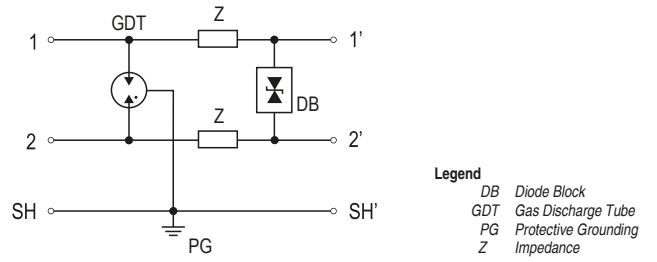 GDT
Z
1
1'
DB
Z
2
2'
SH
SH'
PG
Legend
DB Diode Block
GDT Gas Discharge Tube
PG Protective Grounding
Z Impedance